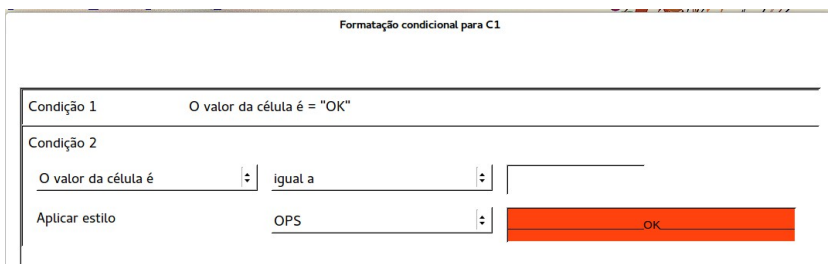 Formatação condicional para C1
Condição 1 O valor da célula é = "OK"
Condição 2
O valor da célula é igual a
Aplicar estilo OPS OK